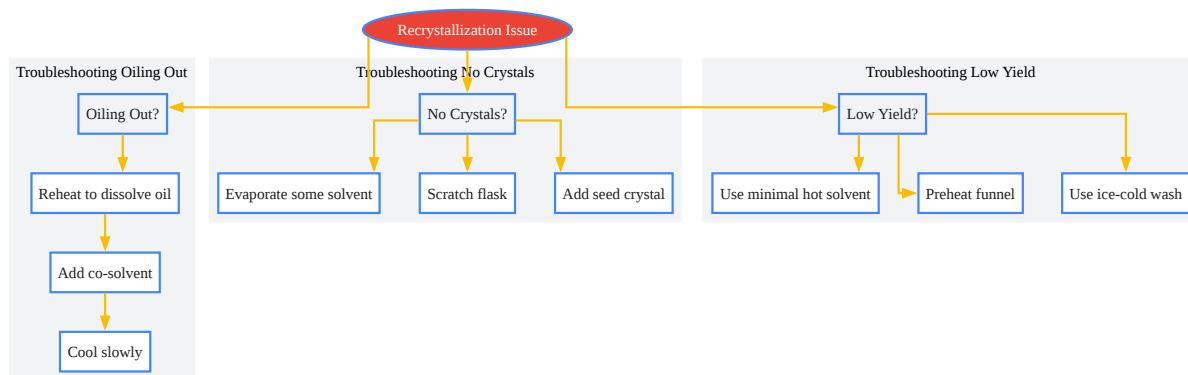 Recrystallization Issue
Troubleshooting Oiling Out
Troubleshooting No Crystals
Troubleshooting Low Yield
Oiling Out?
No Crystals?
Low Yield?
Reheat to dissolve oil
Evaporate some solvent
Scratch flask
Add seed crystal
Use minimal hot solvent
Preheat funnel
Use ice-cold wash
Add co-solvent
Cool slowly